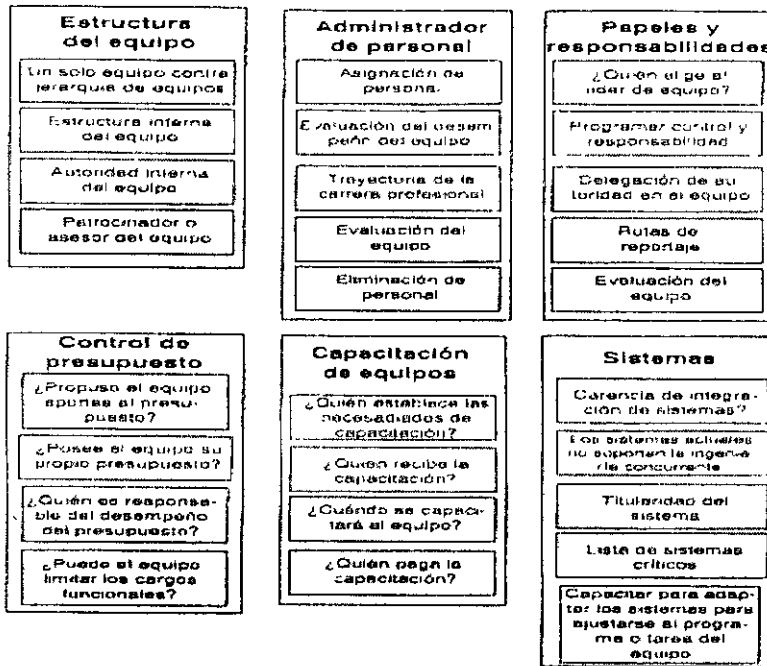 Estructura
del equipo
Un solo equipo contra
jerarquía de equipos
Estructura interna
del equipo
Autoridad interna
del equipo
Patrocinador o
asesor del equipo
Administrador
de personal
Asignación de
personal
Evaluación del desem
peño del equipo
Trayectoria de la
carrera profesional
Evaluación del
equipo
Eliminación de
personal
Papeles y
responsabilidades
¿Quién elige al
líder de equipo?
Programar control y
responsabilidad
Delegación de au
toridad en el equipo
Rutas de
reportaje
Evaluación del
equipo
Control de
presupuesto
¿Propuso el equipo
aportes al presu-
puesto?
¿Posee el equipo su
propio presupuesto?
¿Quién es responsa-
ble del desempeño
del presupuesto?
¿Puede el equipo
limitar los cargos
funcionales?
Capacitación
de equipos
¿Quién establece las
necesidades de
capacitación?
¿Quién recibe la
capacitación?
¿Cuándo se capaci-
tará al equipo?
¿Quién paga la
capacitación?
Sistemas
Carencia de integra-
ción de sistemas?
Los sistemas actuales
no soportan la ingenie
ría concurrente
Titularidad del
sistema
Lista de sistemas
críticos
Capacitar para adap-
tar los sistemas para
ajustarse al progra-
ma o tarea del
equipo